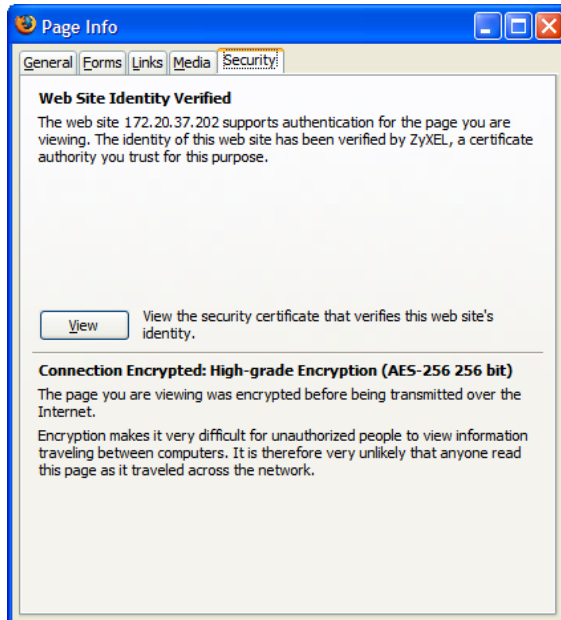 Page Info
General Forms Links Media Security
Web Site Identity Verified
The web site 172.20.37.202 supports authentication for the page you are
viewing. The identity of this web site has been verified by ZyXEL, a certificate
authority you trust for this purpose.
View
View the security certificate that verifies this web site's
identity.
Connection Encrypted: High-grade Encryption (AES-256 256 bit)
The page you are viewing was encrypted before being transmitted over the
Internet.
Encryption makes it very difficult for unauthorized people to view information
traveling between computers. It is therefore very unlikely that anyone read
this page as it traveled across the network.